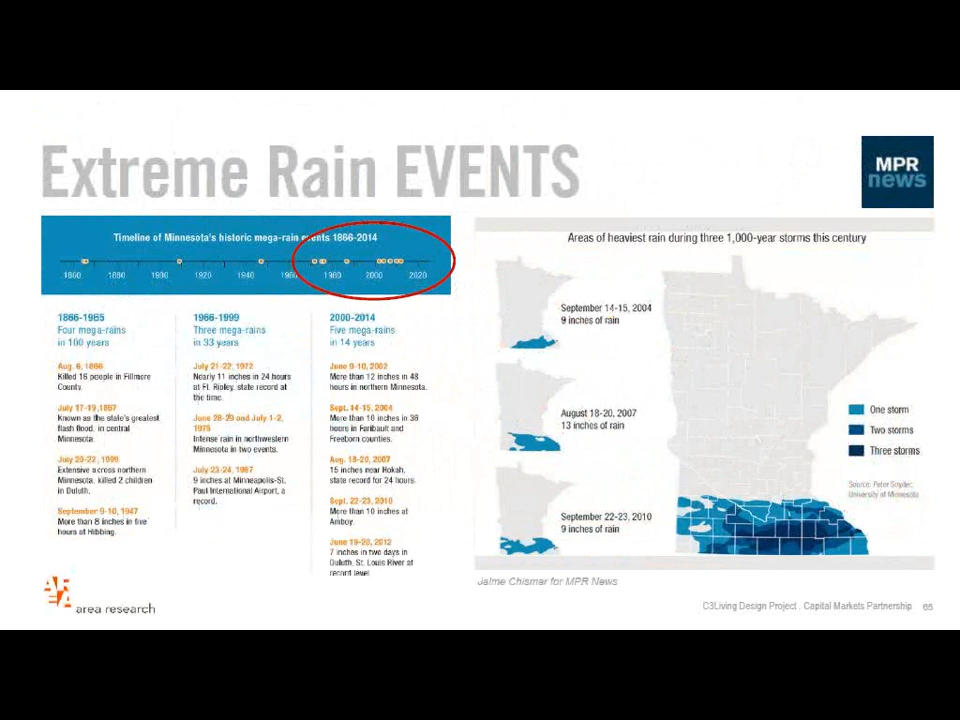 Extreme Rain EVENTS
MPR
news
Timeline of Minnesota's historic mega-rain events 1866-2014
1860 1880 1900 1920 1940 1960 1980 2000 2020
1866-1965
Four mega-rains
in 100 years
Aug. 6, 1866
Killed 16 people in Fillmore
County.
July 17-19,1867
Known as the state's greatest
flash flood, in central
Minnesota.
July 20-22, 1909
Extensive across northern
Minnesota, killed 2 children
in Duluth.
September 9-10, 1947
More than 8 inches in five
hours at Hibbing.
1966-1999
Three mega-rains
in 33 years
July 21-22, 1972
Nearly 11 inches in 24 hours
at Ft. Ripley, state record at
the time.
June 28-29 and July 1-2,
1975
Intense rain in northwestern
Minnesota in two events.
July 23-24, 1987
9 inches at Minneapolis-St.
Paul International Airport, a
record.
2000-2014
Five mega-rains
in 14 years
June 9-10, 2002
More than 12 inches in 48
hours in northern Minnesota.
Sept. 14-15, 2004
More than 10 inches in 36
hours in Faribault and
Freeborn counties.
Aug. 18-20, 2007
15 inches near Hokah,
state record for 24 hours.
Sept. 22-23, 2010
More than 10 inches at
Amboy.
June 19-20, 2012
7 inches in two days in
Duluth, St. Louis River at
record level
Areas of heaviest rain during three 1,000-year storms this century
September 14-15, 2004
9 inches of rain
August 18-20, 2007
13 inches of rain
September 22-23, 2010
9 inches of rain
One storm
Two storms
Three storms
Source: Peter Snyder,
University of Minnesota
Jaime Chismar for MPR News
AREA
area research
C3Living Design Project . Capital Markets Partnership 65